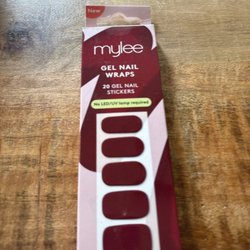 New
mylee
GEL NAIL
WRAPS
20 GEL NAIL
STICKERS
No LED/UV lamp required